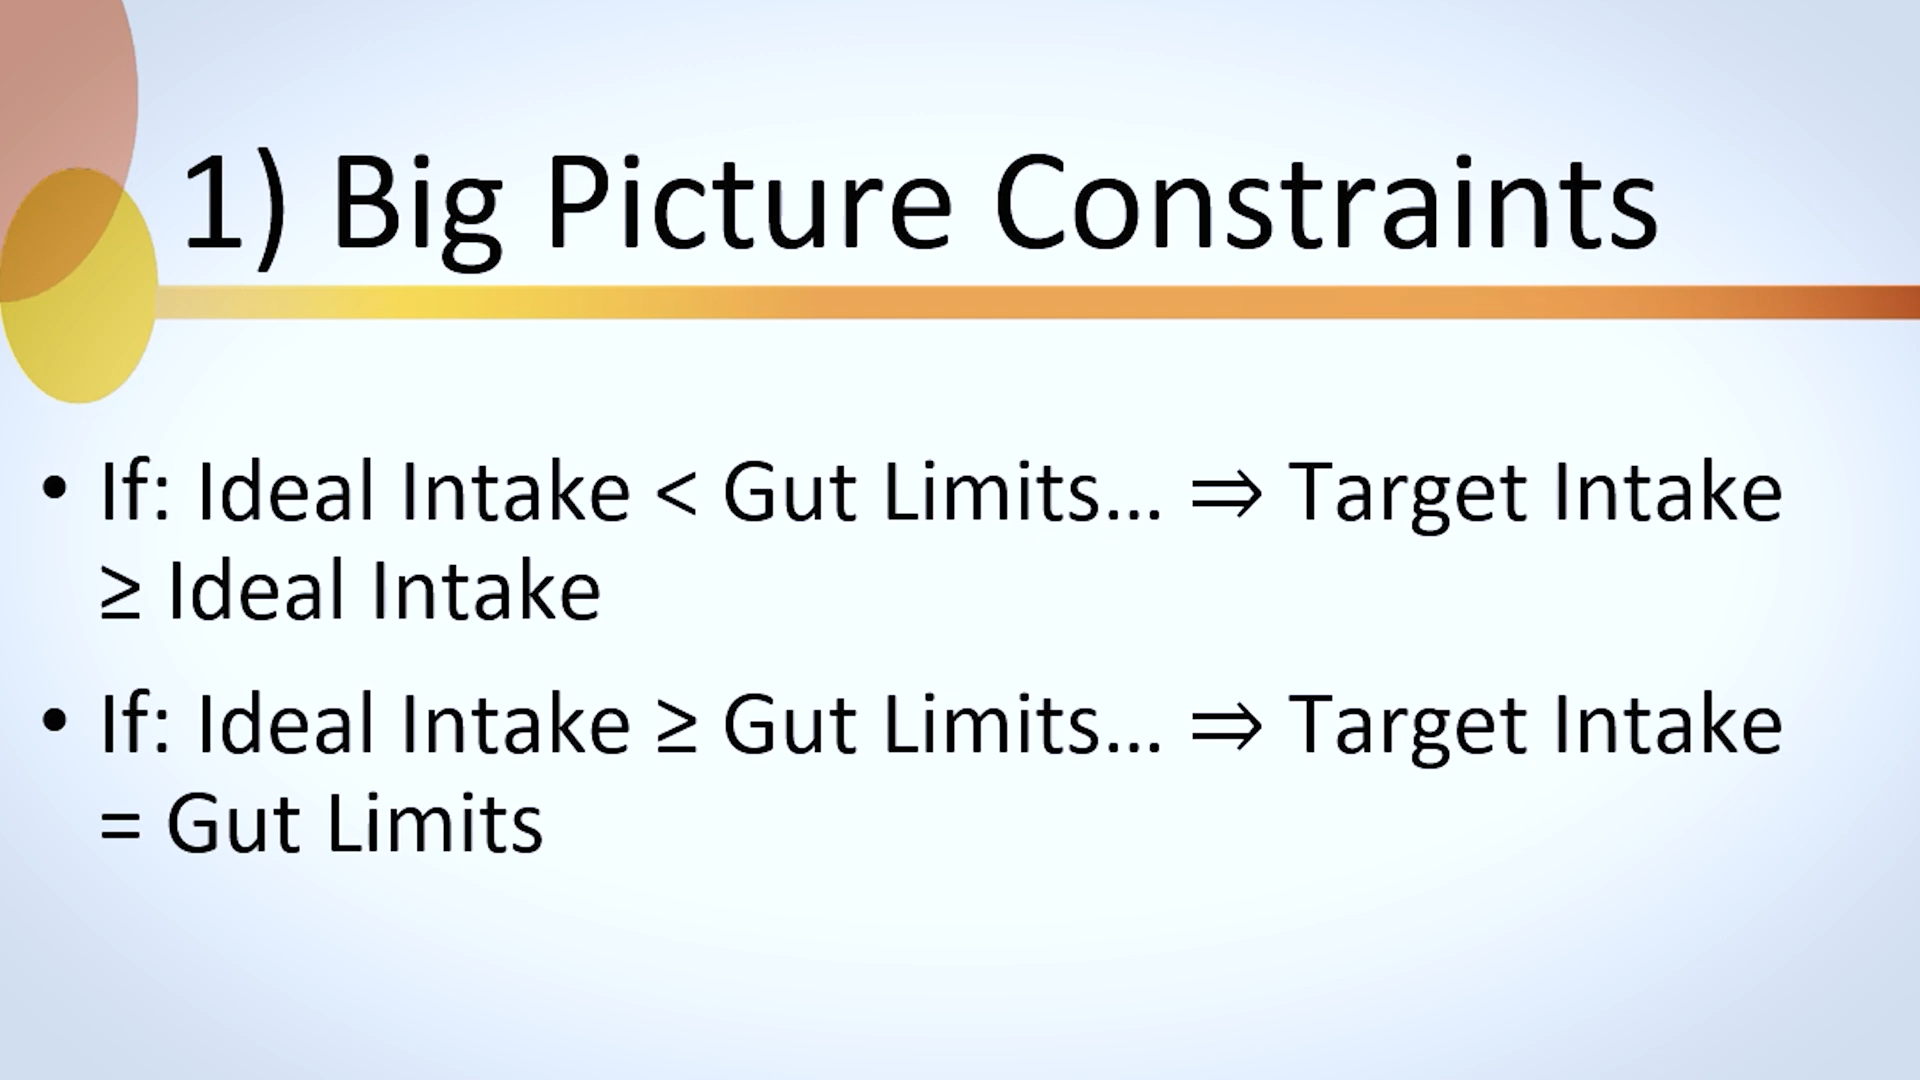 1) Big Picture Constraints
• If: Ideal Intake < Gut Limits... ⇒ Target Intake
≥ Ideal Intake
• If: Ideal Intake ≥ Gut Limits... ⇒ Target Intake
= Gut Limits